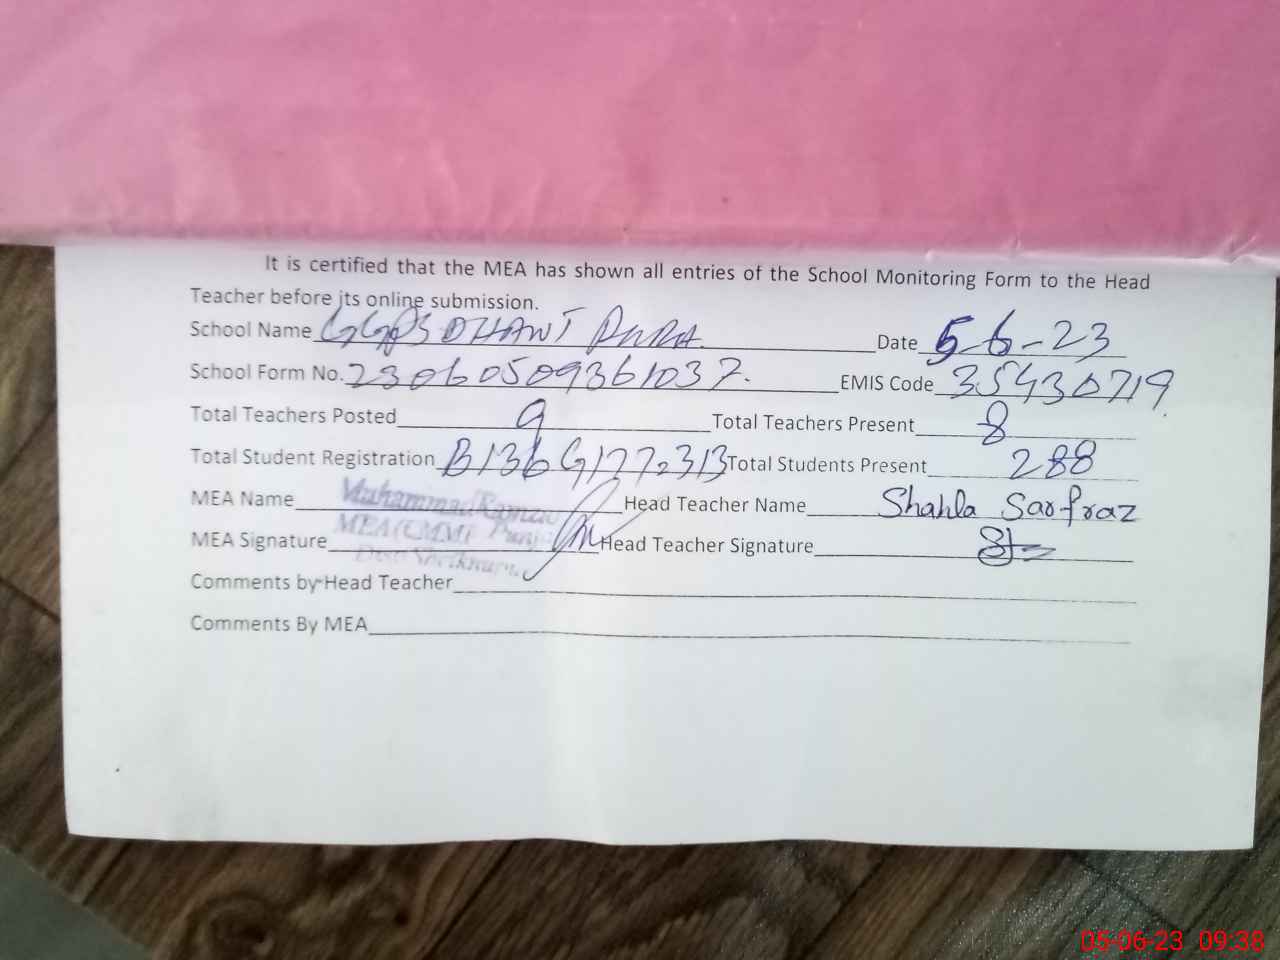 It is certified that the MEA has shown all entries of the School Monitoring Form to the Head
Teacher before its online submission.
School Name GGPS DHANT PURA Date 5-6-23
School Form No. 23060509361037. EMIS Code 35430719
Total Teachers Posted 9 Total Teachers Present 8
Total Student Registration B136 G177=313 Total Students Present 288
MEA Name Muhammad Head Teacher Name Shahla Sarfraz
MEA Signature MEA (CMMF) Head Teacher Signature
Comments by Head Teacher
Comments By MEA
05-06-23 09:38